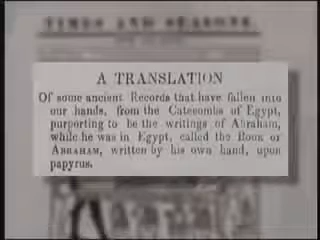 TIMES AND SEASONS.
A TRANSLATION
Of some ancient Records that have fallen into
our hands, from the Catecombs of Egypt,
purporting to be the writings of Abraham,
while he was in Egypt, called the BOOK OF
ABRAHAM, written by his own hand, upon
papyrus.